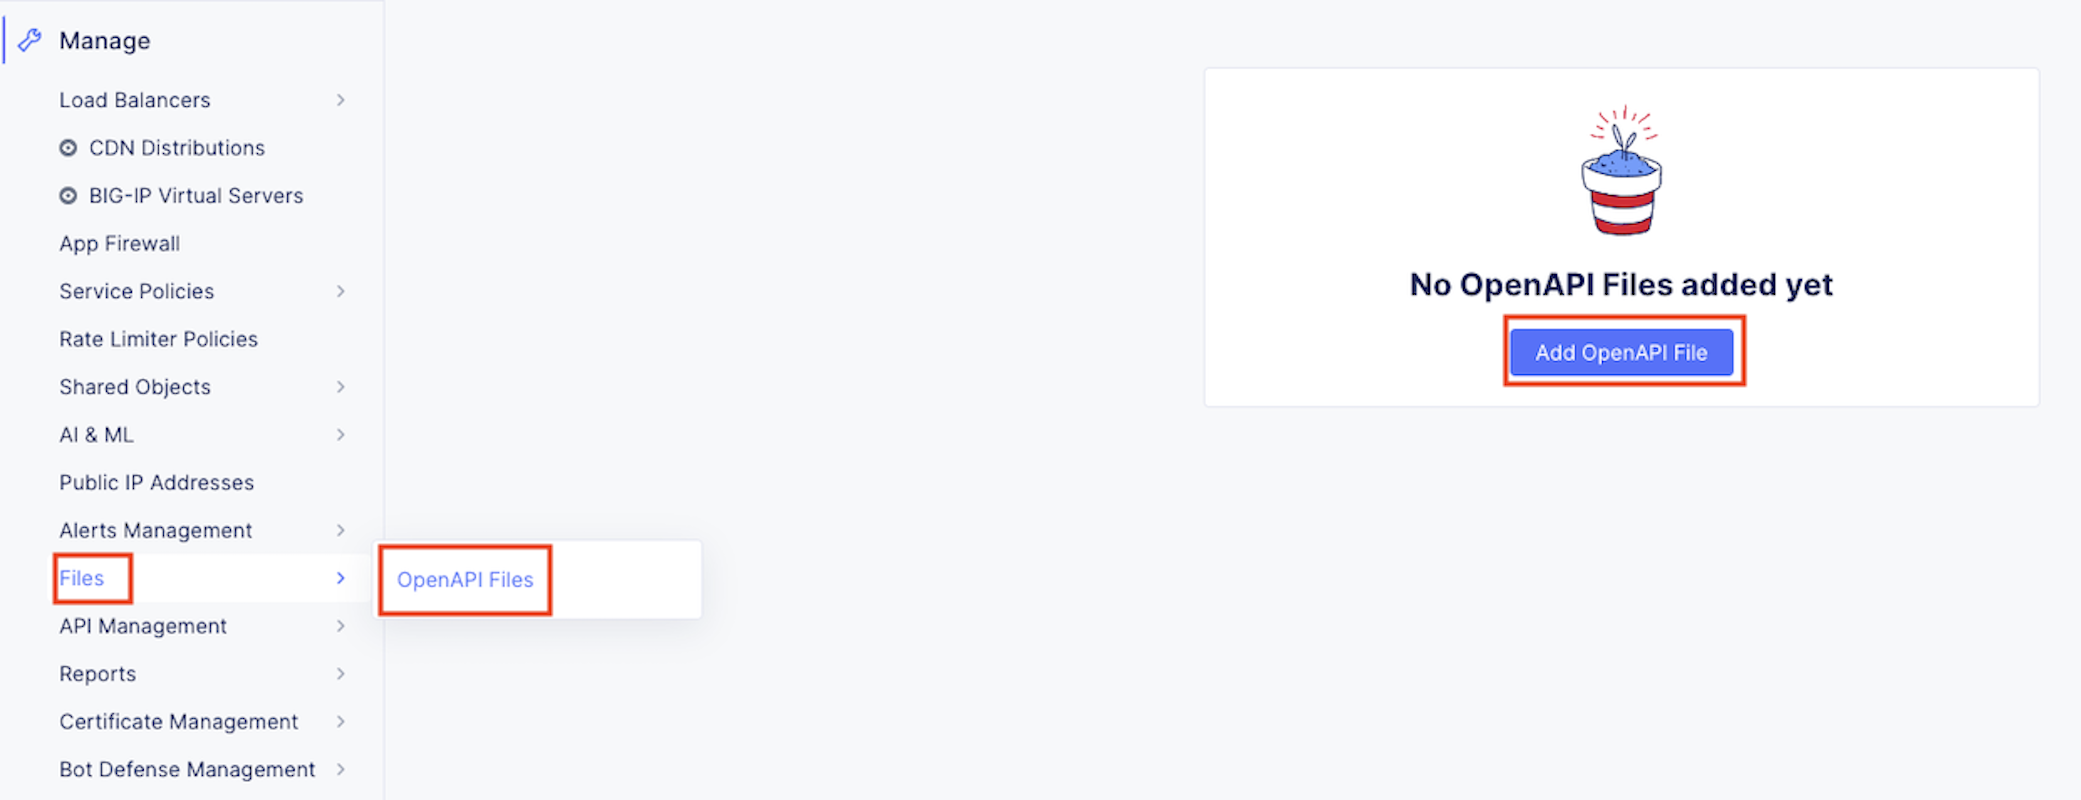 Manage
Load Balancers
CDN Distributions
BIG-IP Virtual Servers
App Firewall
Service Policies
Rate Limiter Policies
Shared Objects
AI & ML
Public IP Addresses
Alerts Management
Files
API Management
Reports
Certificate Management
Bot Defense Management
OpenAPI Files
No OpenAPI Files added yet
Add OpenAPI File